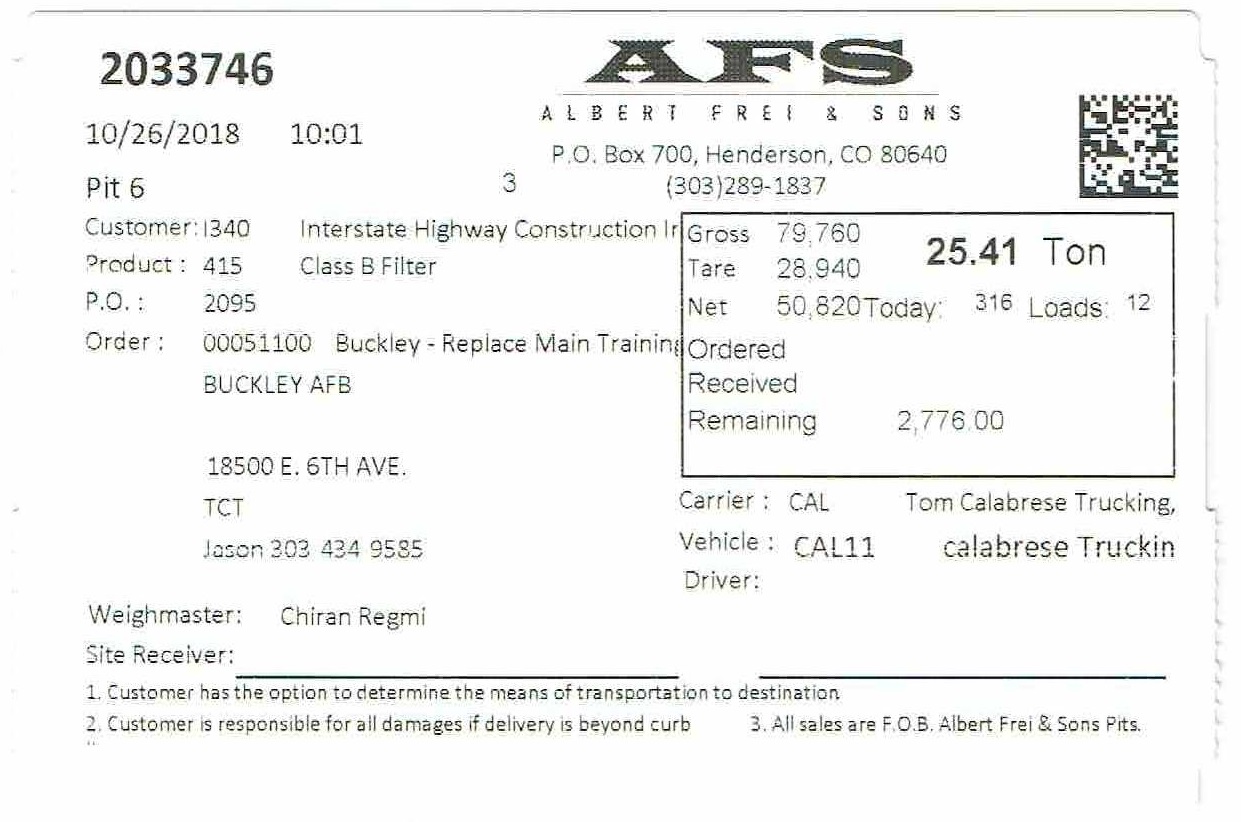 2033746
AFS
ALBERT FREI & SONS
10/26/2018 10:01
P.O. Box 700, Henderson, CO 80640
Pit 6 3 (303)289-1837
Customer: I340 Interstate Highway Construction Ir
Gross 79,760 25.41 Ton
Product : 415 Class B Filter
Tare 28,940
P.O. : 2095
Net 50,820 Today: 316 Loads: 12
Order : 00051100 Buckley - Replace Main Training
Ordered
BUCKLEY AFB
Received
Remaining 2,776.00
18500 E. 6TH AVE.
TCT
Carrier : CAL Tom Calabrese Trucking,
Jason 303 434 9585
Vehicle : CAL11 calabrese Truckin
Driver:
Weighmaster: Chiran Regmi
Site Receiver:
1. Customer has the option to determine the means of transportation to destination
2. Customer is responsible for all damages if delivery is beyond curb 3. All sales are F.O.B. Albert Frei & Sons Pits.